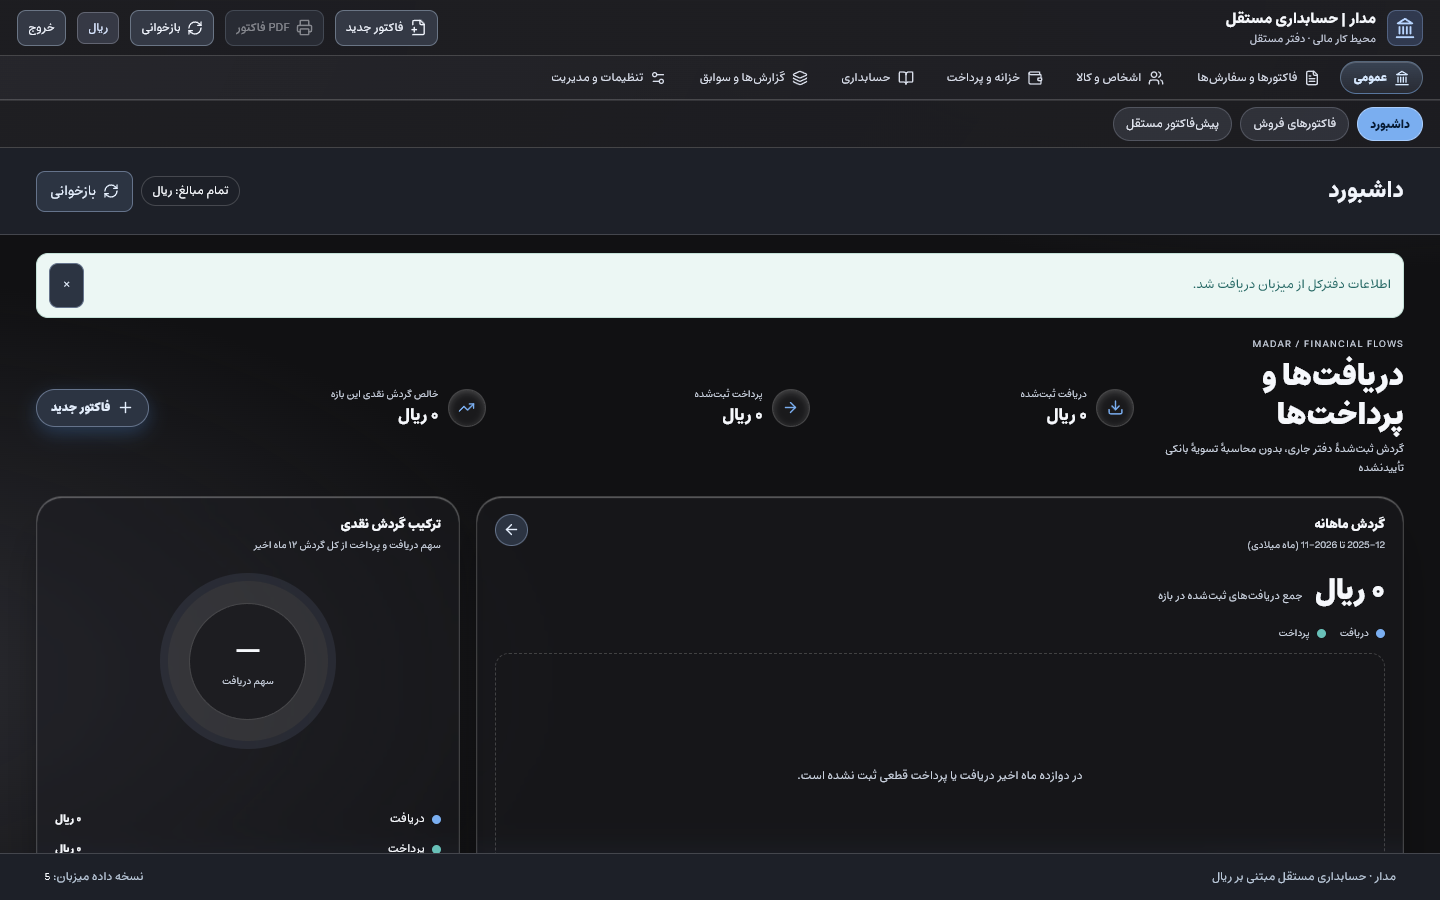 مدار | حسابداری مستقل
محیط کار مالی · دفتر مستقل
فاکتور جدید
PDF فاکتور
بازخوانی
ریال
خروج
عمومی
فاکتورها و سفارش‌ها
اشخاص و کالا
خزانه و پرداخت
حسابداری
گزارش‌ها و سوابق
تنظیمات و مدیریت
داشبورد
فاکتورهای فروش
پیش‌فاکتور مستقل
داشبورد
تمام مبالغ: ریال
بازخوانی
اطلاعات دفترکل از میزبان دریافت شد.
×
MADAR / FINANCIAL FLOWS
دریافت‌ها و
پرداخت‌ها
گردش ثبت‌شدهٔ دفتر جاری، بدون محاسبهٔ تسویهٔ بانکی
تأییدنشده
دریافت ثبت‌شده
۰ ریال
پرداخت ثبت‌شده
۰ ریال
خالص گردش نقدی این بازه
۰ ریال
فاکتور جدید
گردش ماهانه
2025-12 تا 2026-11 (ماه میلادی)
۰ ریال
جمع دریافت‌های ثبت‌شده در بازه
دریافت
پرداخت
در دوازده ماه اخیر دریافت یا پرداخت قطعی ثبت نشده است.
ترکیب گردش نقدی
سهم دریافت و پرداخت از کل گردش ۱۲ ماه اخیر
—
سهم دریافت
دریافت
۰ ریال
پرداخت
۰ ریال
مدار · حسابداری مستقل مبتنی بر ریال
نسخه داده میزبان: 5